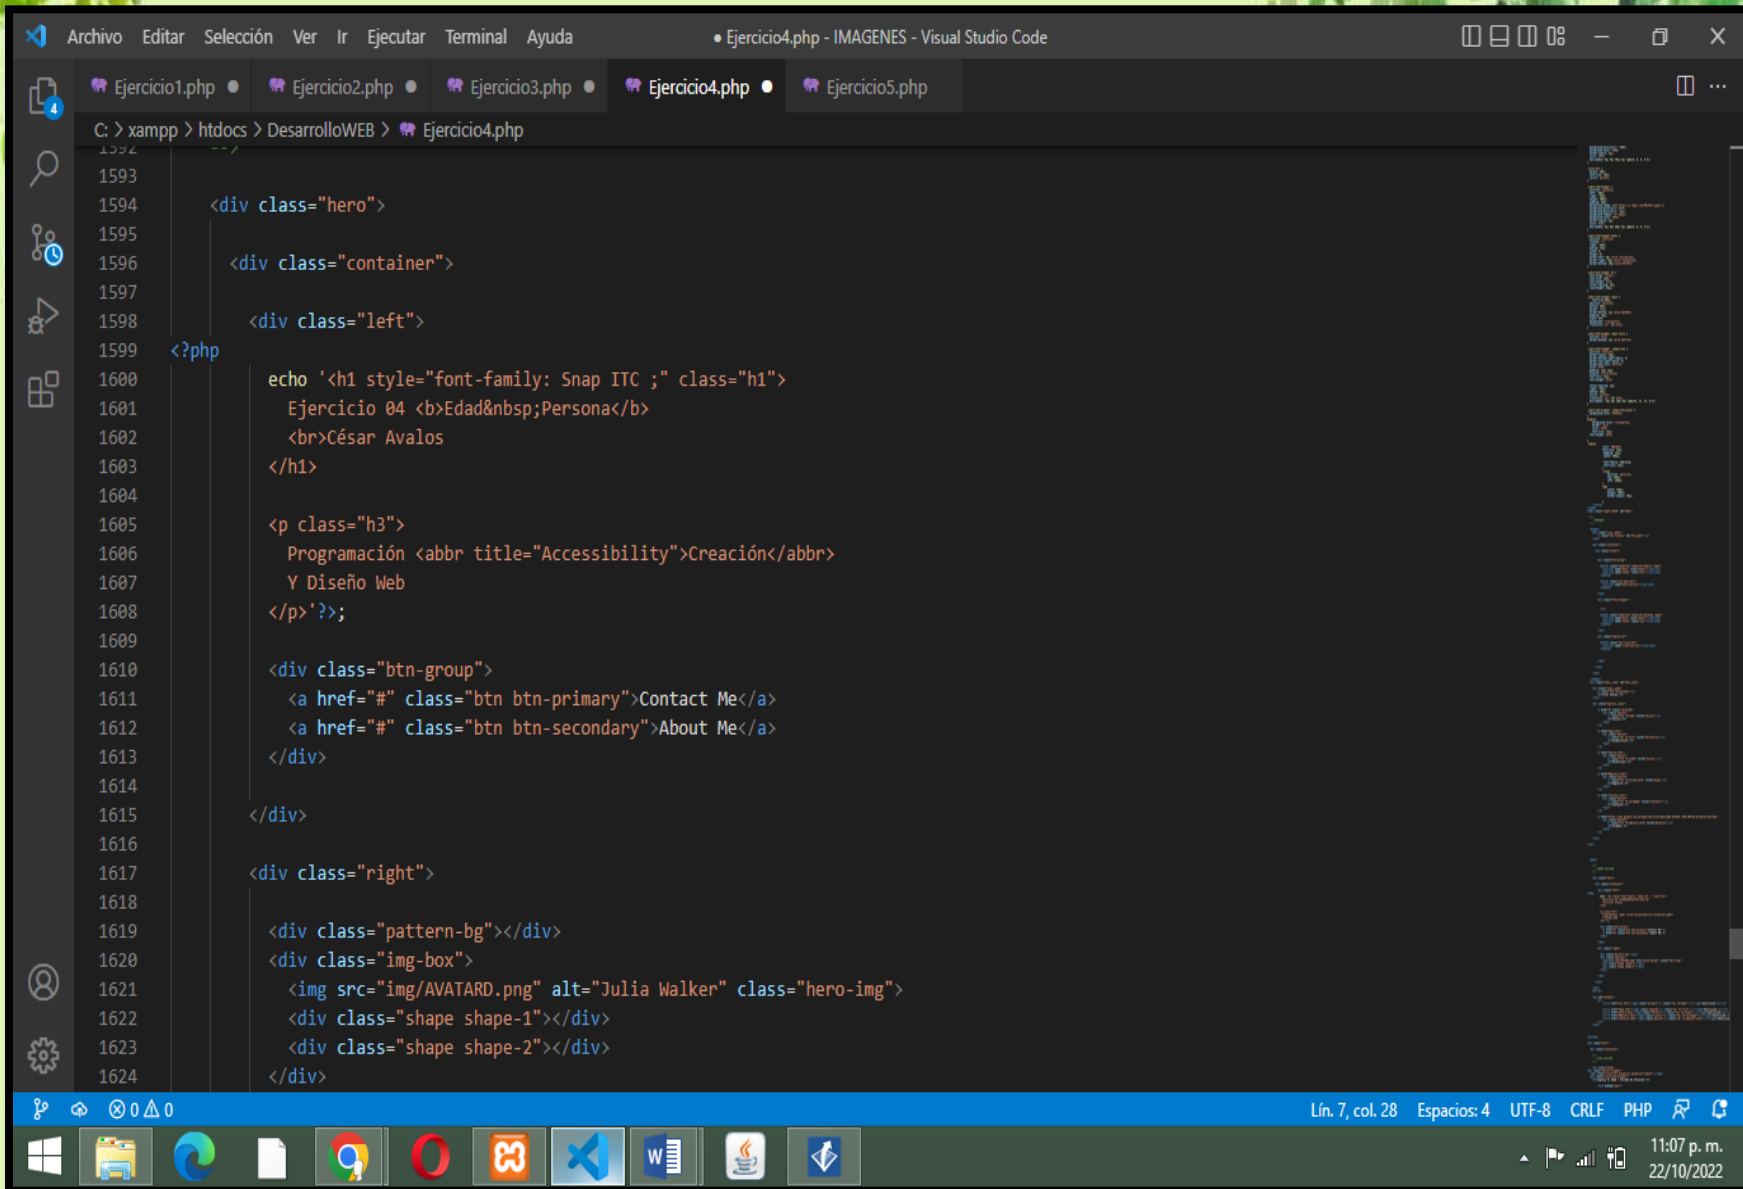 Archivo Editar Selección Ver Ir Ejecutar Terminal Ayuda
● Ejercicio4.php - IMAGENES - Visual Studio Code
Ejercicio1.php ● Ejercicio2.php ● Ejercicio3.php ● Ejercicio4.php ● Ejercicio5.php
4
C: > xampp > htdocs > DesarrolloWEB > Ejercicio4.php
1592 -->
1593
1594 <div class="hero">
1595
1596 <div class="container">
1597
1598 <div class="left">
1599 <?php
1600 echo '<h1 style="font-family: Snap ITC ;" class="h1">
1601 Ejercicio 04 <b>Edad&nbsp;Persona</b>
1602 <br>César Avalos
1603 </h1>
1604
1605 <p class="h3">
1606 Programación <abbr title="Accessibility">Creación</abbr>
1607 Y Diseño Web
1608 </p>'?>;
1609
1610 <div class="btn-group">
1611 <a href="#" class="btn btn-primary">Contact Me</a>
1612 <a href="#" class="btn btn-secondary">About Me</a>
1613 </div>
1614
1615 </div>
1616
1617 <div class="right">
1618
1619 <div class="pattern-bg"></div>
1620 <div class="img-box">
1621 <img src="img/AVATARD.png" alt="Julia Walker" class="hero-img">
1622 <div class="shape shape-1"></div>
1623 <div class="shape shape-2"></div>
1624 </div>
0 0
Lín. 7, col. 28 Espacios: 4 UTF-8 CRLF PHP
W
11:07 p. m.
22/10/2022